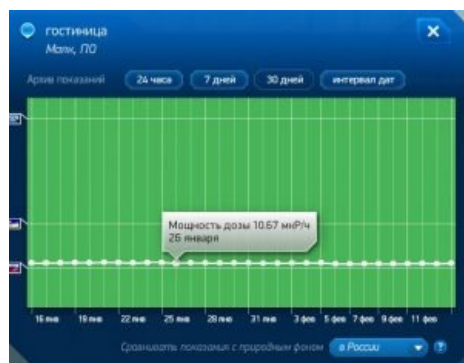 гостиница
Маяк, ПО
Архив показаний
24 часа
7 дней
30 дней
интервал дат
Мощность дозы 10.67 мкР/ч
25 января
16 янв 19 янв 22 янв 25 янв 28 янв 31 янв 3 фев 5 фев 7 фев 9 фев 11 фев
Сравнивать показания с природным фоном
в России
?